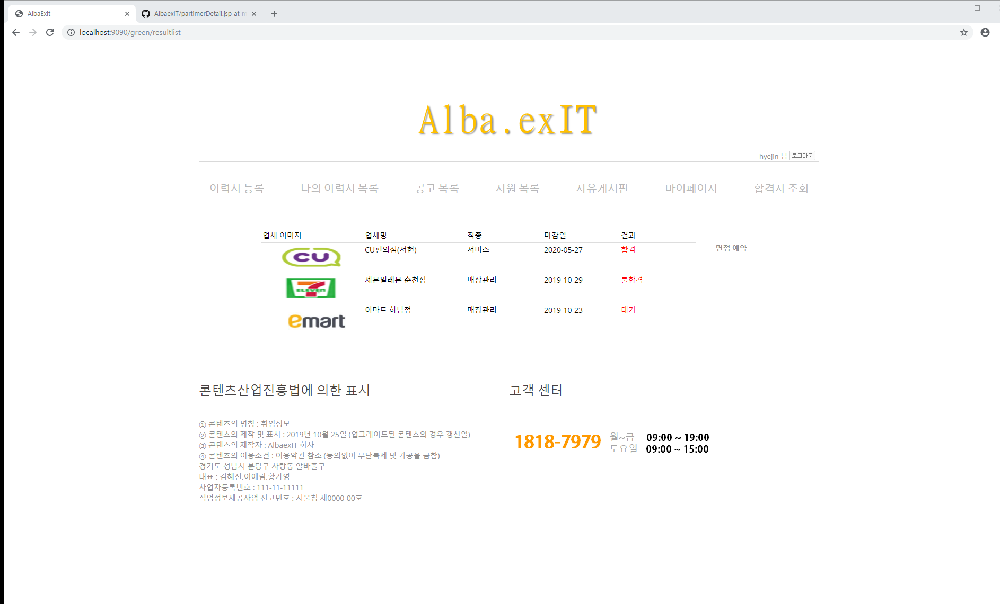 AlbaExit
AlbaexIT/partimerDetail.jsp at m
localhost:9090/green/resultlist
Alba.exIT
hyejin 님 로그아웃
이력서 등록 나의 이력서 목록 공고 목록 지원 목록 자유게시판 마이페이지 합격자 조회
업체 이미지 업체명 직종 마감일 결과
CU CU편의점(서현) 서비스 2020-05-27 합격 면접 예약
7 ELEVEN 세븐일레븐 춘천점 매장관리 2019-10-29 불합격
emart 이마트 하남점 매장관리 2019-10-23 대기
콘텐츠산업진흥법에 의한 표시
① 콘텐츠의 명칭 : 취업정보
② 콘텐츠의 제작 및 표시 : 2019년 10월 25일 (업그레이드된 콘텐츠의 경우 갱신일)
③ 콘텐츠의 제작자 : AlbaexIT 회사
④ 콘텐츠의 이용조건 : 이용약관 참조 (동의없이 무단복제 및 가공을 금함)
경기도 성남시 분당구 사랑동 알바출구
대표 : 김혜진,이예림,황가영
사업자등록번호 : 111-11-11111
직업정보제공사업 신고번호 : 서울청 제0000-00호
고객 센터
1818-7979
월~금 09:00 ~ 19:00
토요일 09:00 ~ 15:00